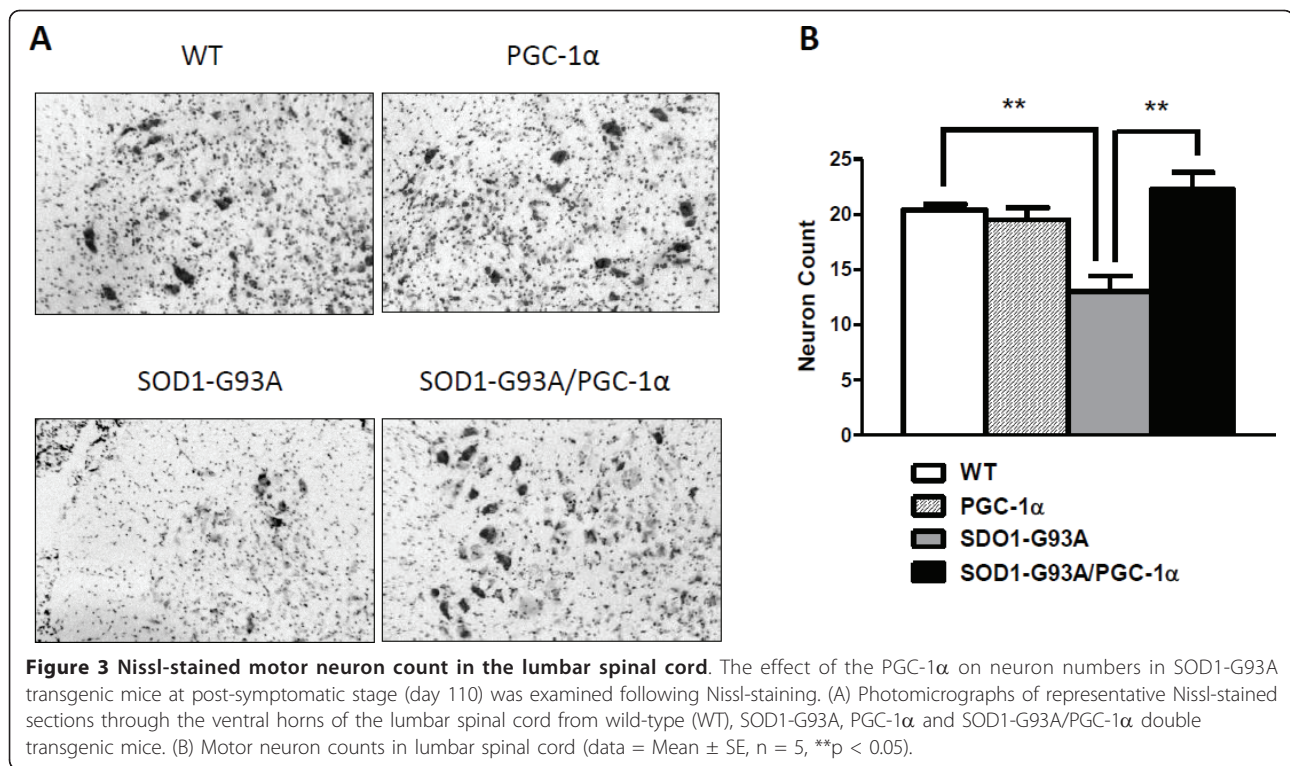 A
WT
PGC-1α
SOD1-G93A
SOD1-G93A/PGC-1α
B
**
**
25
20
15
10
5
0
Neuron Count
WT
PGC-1α
SDO1-G93A
SOD1-G93A/PGC-1α
Figure 3 Nissl-stained motor neuron count in the lumbar spinal cord. The effect of the PGC-1α on neuron numbers in SOD1-G93A
transgenic mice at post-symptomatic stage (day 110) was examined following Nissl-staining. (A) Photomicrographs of representative Nissl-stained
sections through the ventral horns of the lumbar spinal cord from wild-type (WT), SOD1-G93A, PGC-1α and SOD1-G93A/PGC-1α double
transgenic mice. (B) Motor neuron counts in lumbar spinal cord (data = Mean ± SE, n = 5, **p < 0.05).